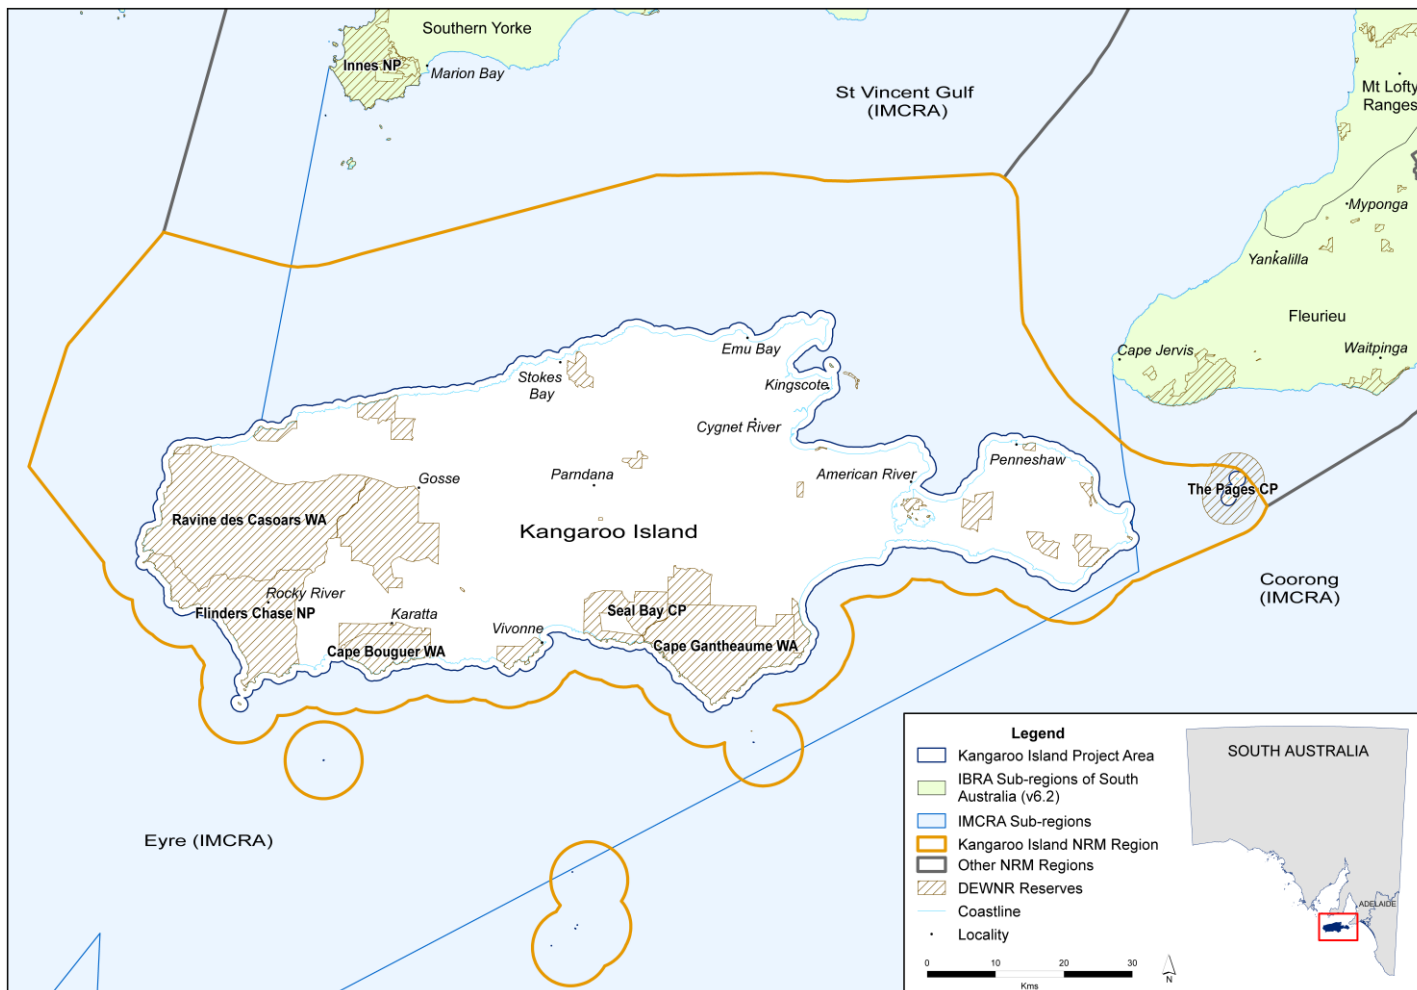 Southern Yorke
Innes NP
Marion Bay
St Vincent Gulf
(IMCRA)
Mt Lofty
Ranges
Myponga
Yankalilla
Fleurieu
Cape Jervis
Waitpinga
Emu Bay
Stokes
Bay
Kingscote
Cygnet River
Penneshaw
Gosse
Parndana
American River
The Pages CP
Ravine des Casoars WA
Kangaroo Island
Coorong
(IMCRA)
Rocky River
Flinders Chase NP
Karatta
Seal Bay CP
Vivonne
Cape Bouguer WA
Cape Gantheaume WA
Eyre (IMCRA)
Legend
Kangaroo Island Project Area
IBRA Sub-regions of South
Australia (v6.2)
IMCRA Sub-regions
Kangaroo Island NRM Region
Other NRM Regions
DEWNR Reserves
Coastline
Locality
0 10 20 30
Kms
N
SOUTH AUSTRALIA
ADELAIDE